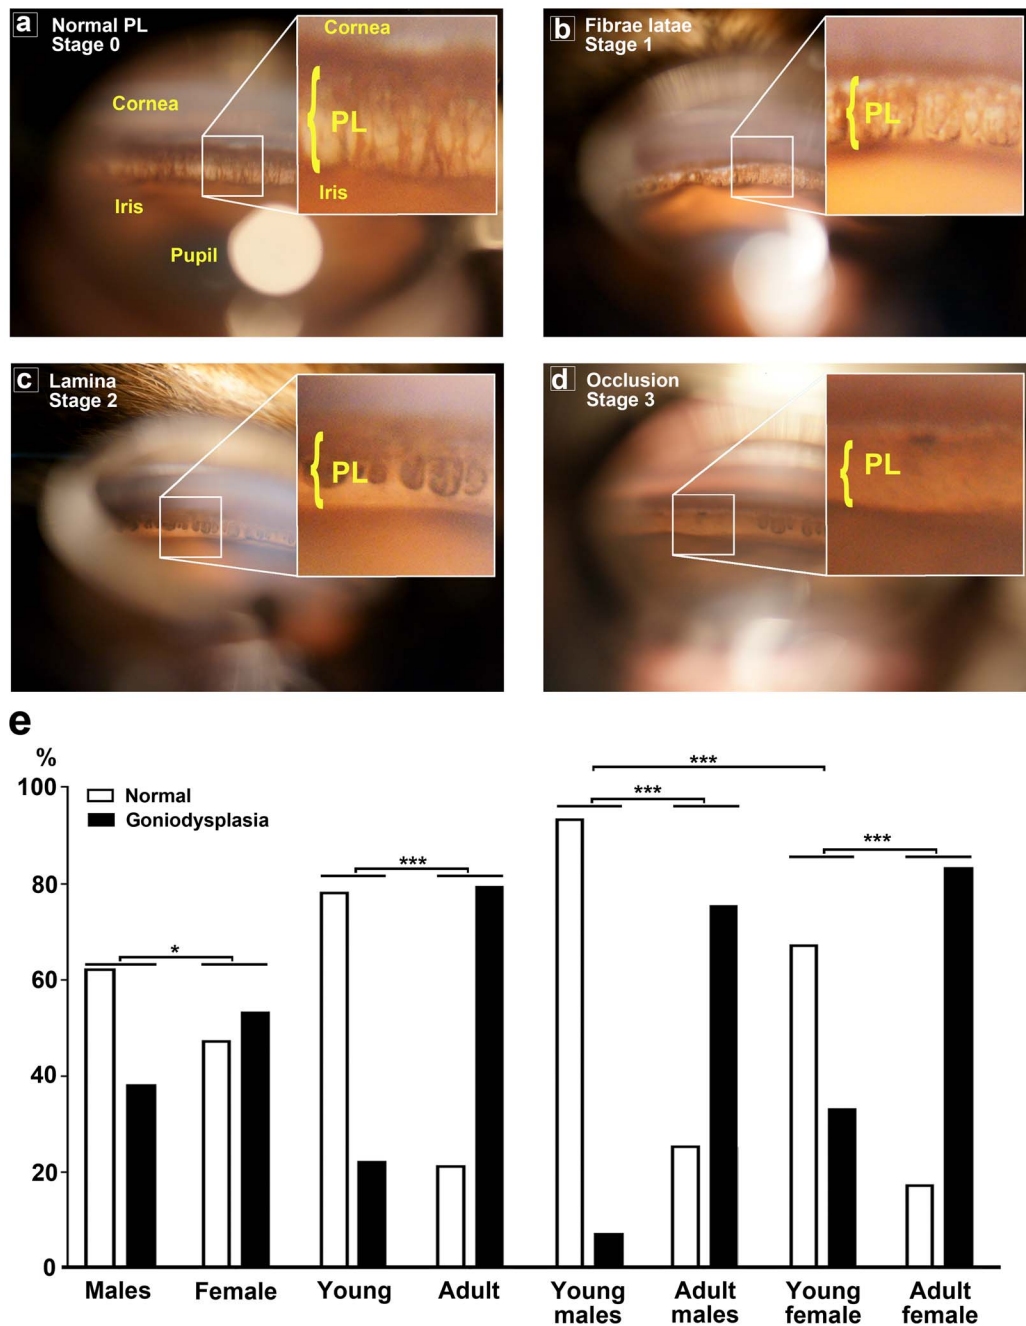 a Normal PL
Stage 0
Cornea
Iris
Pupil
Cornea
PL
Iris
b Fibrae latae
Stage 1
PL
c Lamina
Stage 2
PL
d Occlusion
Stage 3
PL
e
%
100
80
60
40
20
0
Normal
Goniodysplasia
*
***
***
***
***
Males
Female
Young
Adult
Young
males
Adult
males
Young
female
Adult
female